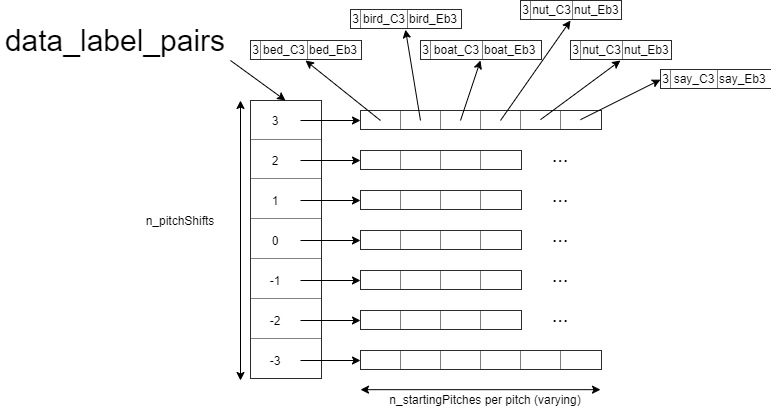 3 nut_C3 nut_Eb3
3 bird_C3 bird_Eb3
data_label_pairs
3 bed_C3 bed_Eb3
3 boat_C3 boat_Eb3
3 nut_C3 nut_Eb3
3 say_C3 say_Eb3
3
2 ...
1 ...
n_pitchShifts
0 ...
-1 ...
-2 ...
-3
n_startingPitches per pitch (varying)